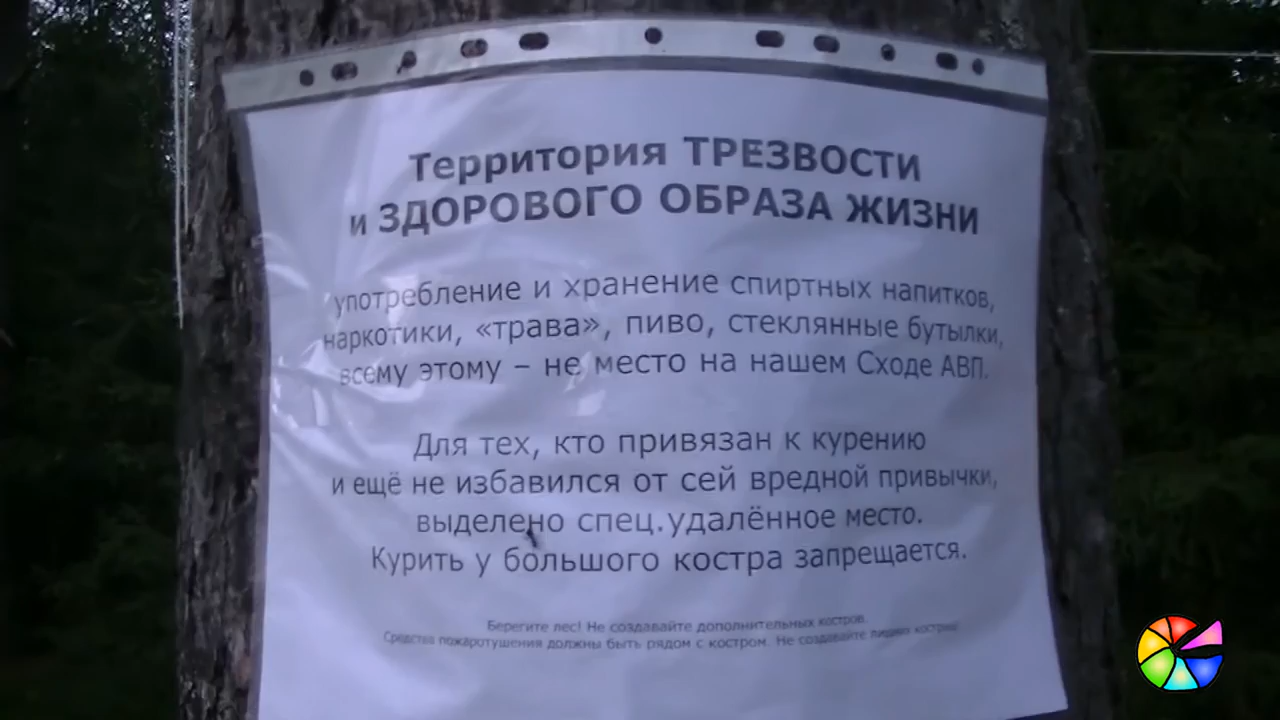 Территория ТРЕЗВОСТИ
и ЗДОРОВОГО ОБРАЗА ЖИЗНИ
употребление и хранение спиртных напитков,
наркотики, «трава», пиво, стеклянные бутылки,
всему этому – не место на нашем Сходе АВП.
Для тех, кто привязан к курению
и ещё не избавился от сей вредной привычки,
выделено спец.удалённое место.
Курить у большого костра запрещается.
Берегите лес! Не создавайте дополнительных костров.
Средства пожаротушения должны быть рядом с костром. Не создавайте лишних